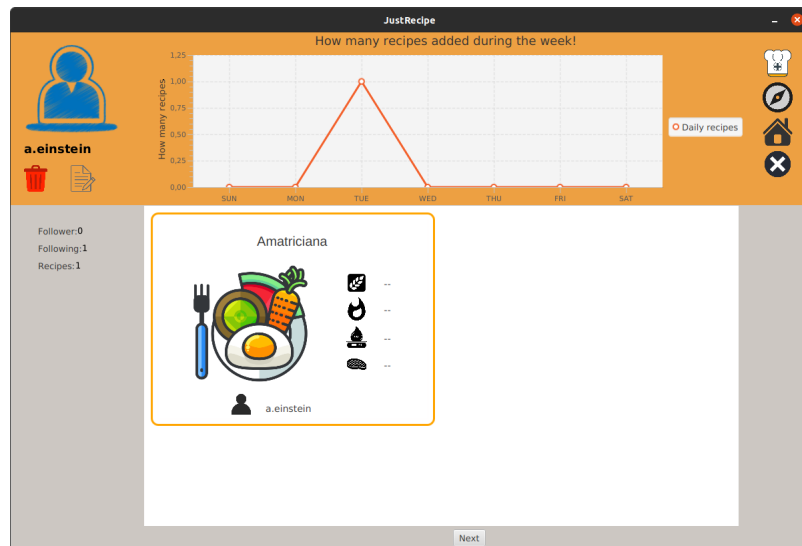 JustRecipe
How many recipes added during the week!
1,25
1,00
0,75
0,50
0,25
0,00
How many recipes
SUN MON TUE WED THU FRI SAT
Daily recipes
a.einstein
Follower:0
Following:1
Recipes:1
Amatriciana
--
--
--
--
a.einstein
Next